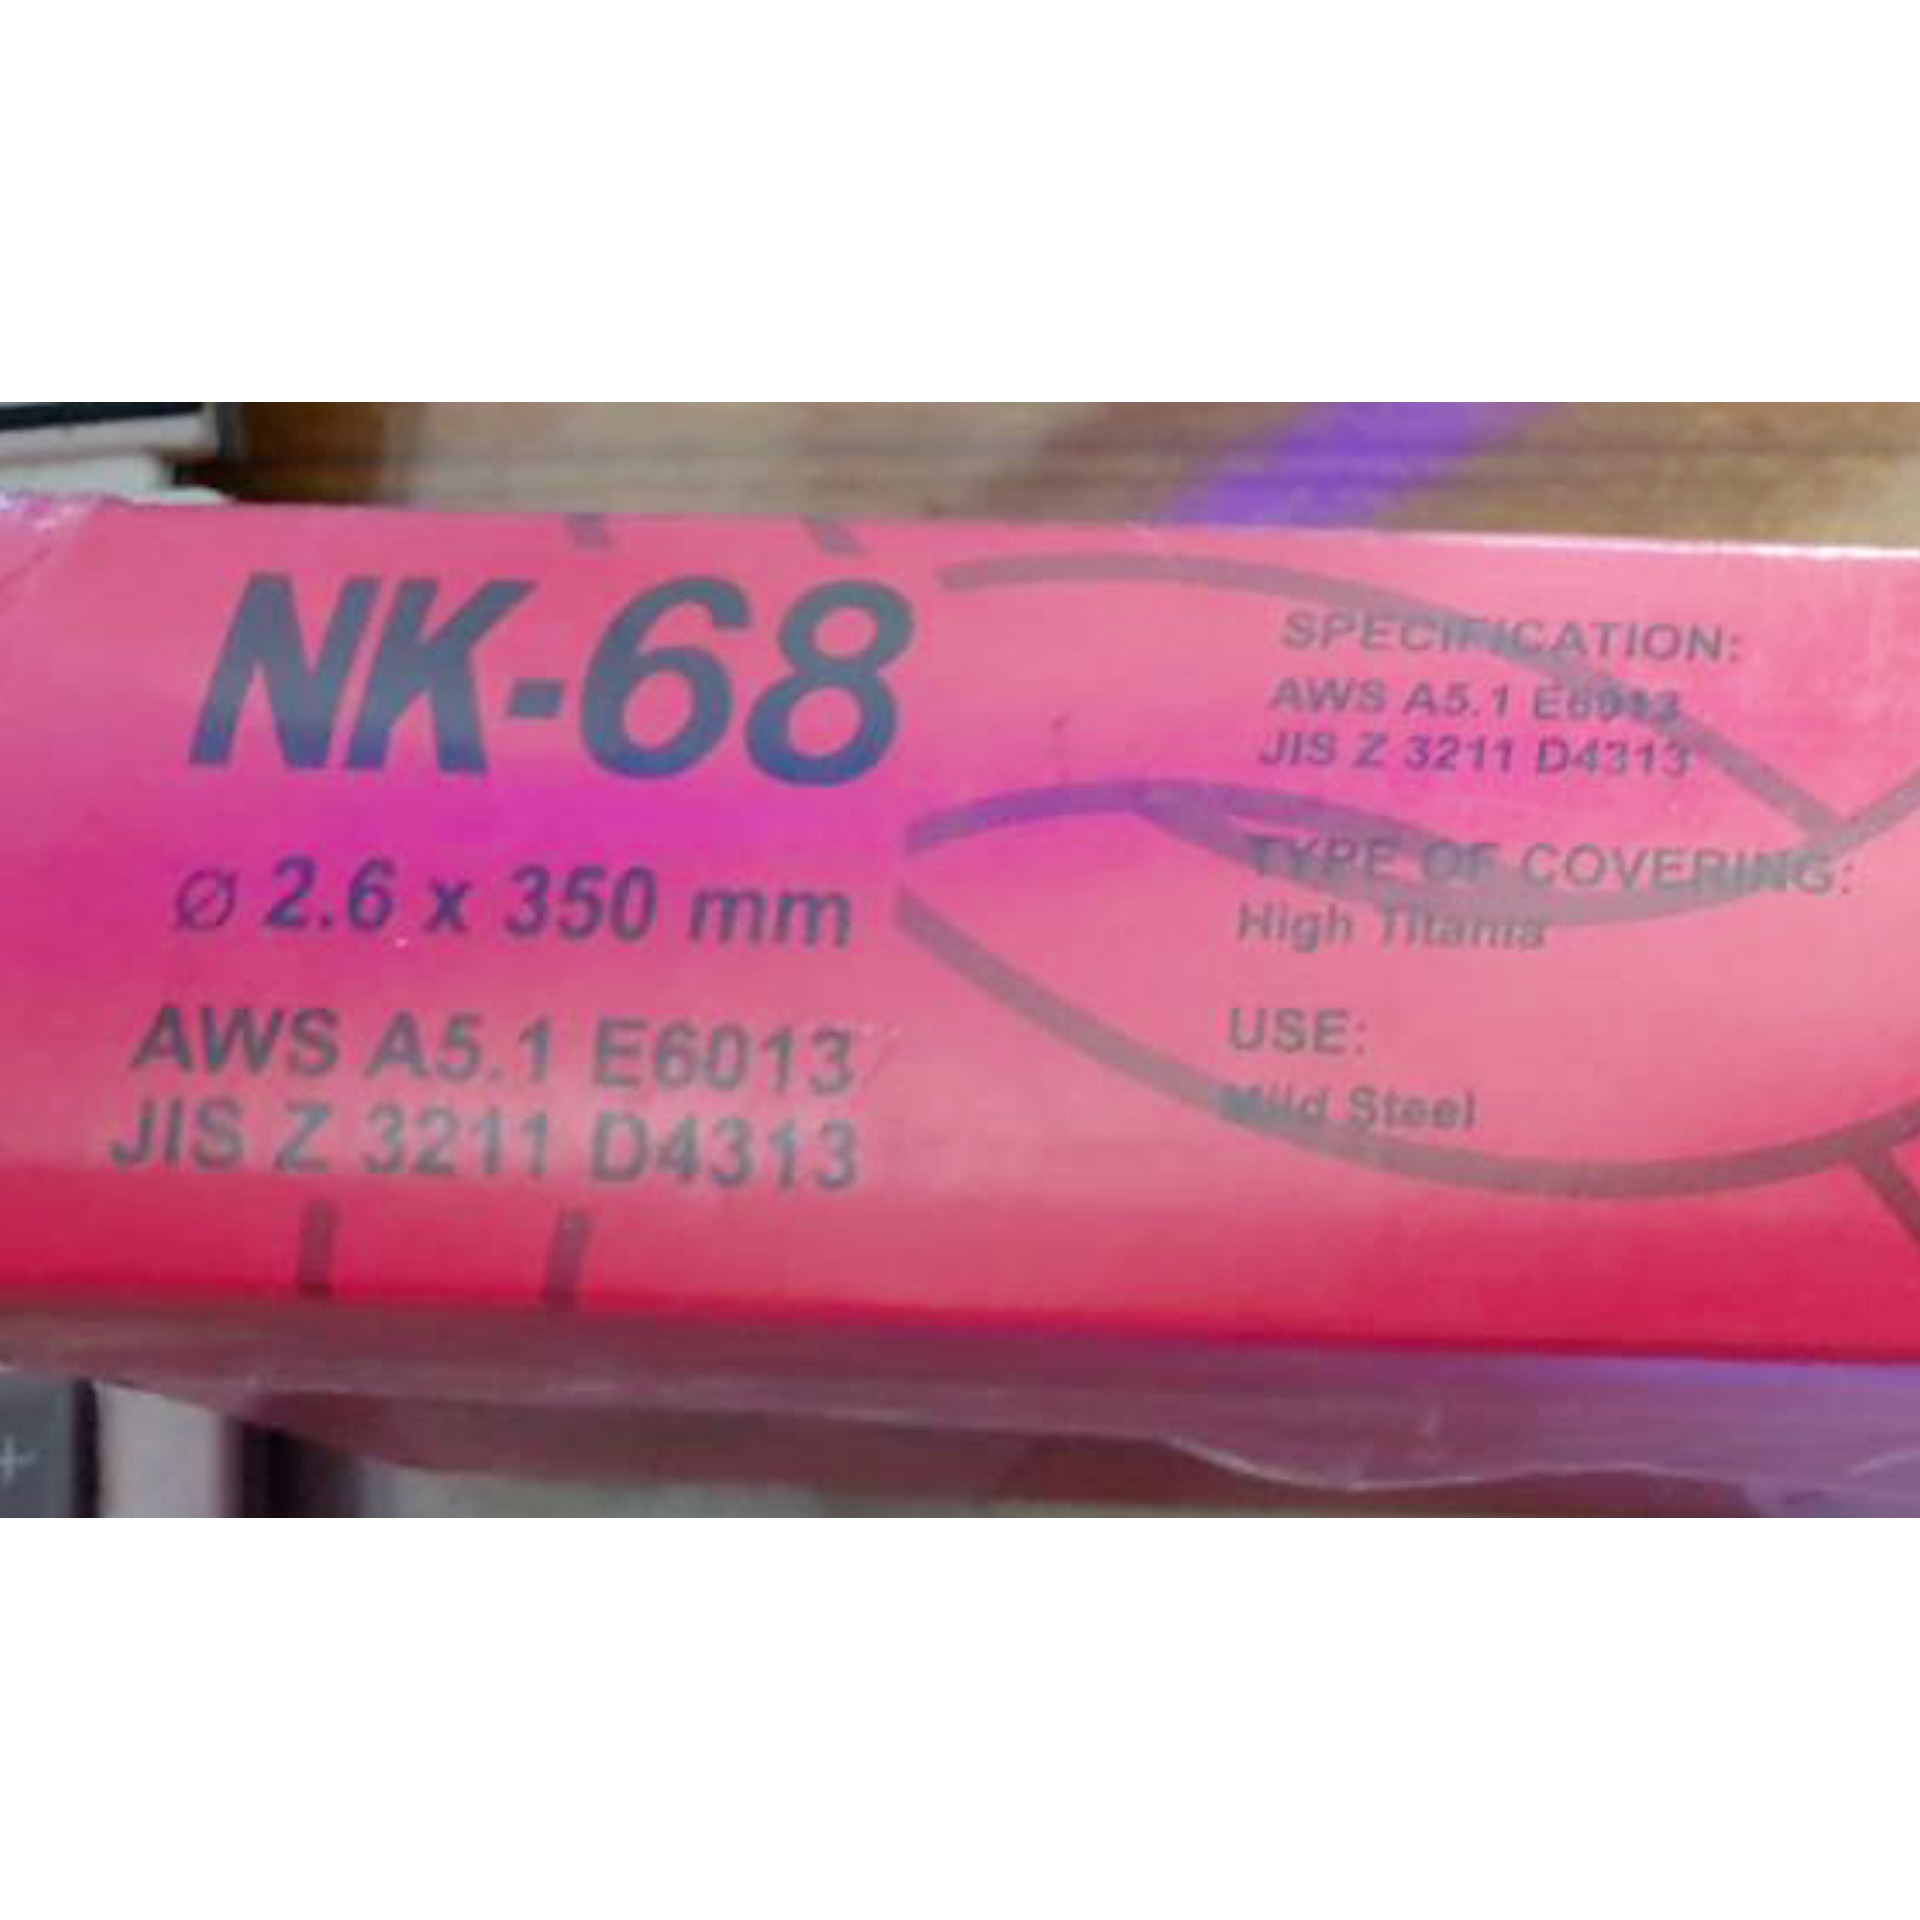 NK-68
Ø 2.6 x 350 mm
AWS A5.1 E6013
JIS Z 3211 D4313
SPECIFICATION:
AWS A5.1 E6013
JIS Z 3211 D4313
TYPE OF COVERING:
High Titania
USE:
Mild Steel